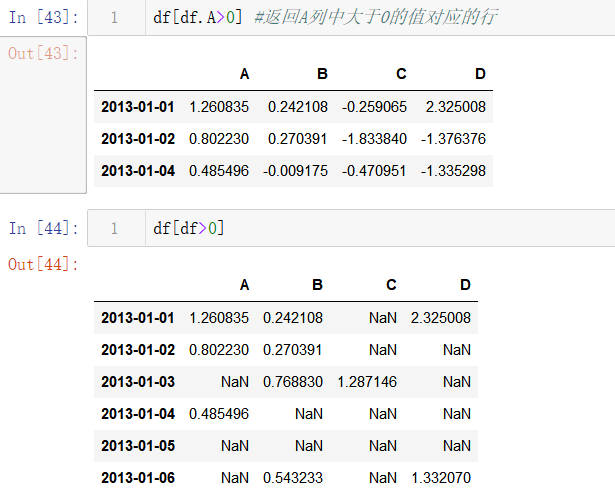 In [43]: 1 df[df.A>0] #返回A列中大于0的值对应的行
Out[43]:
A B C D
2013-01-01 1.260835 0.242108 -0.259065 2.325008
2013-01-02 0.802230 0.270391 -1.833840 -1.376376
2013-01-04 0.485496 -0.009175 -0.470951 -1.335298
In [44]: 1 df[df>0]
Out[44]:
A B C D
2013-01-01 1.260835 0.242108 NaN 2.325008
2013-01-02 0.802230 0.270391 NaN NaN
2013-01-03 NaN 0.768830 1.287146 NaN
2013-01-04 0.485496 NaN NaN NaN
2013-01-05 NaN NaN NaN NaN
2013-01-06 NaN 0.543233 NaN 1.332070